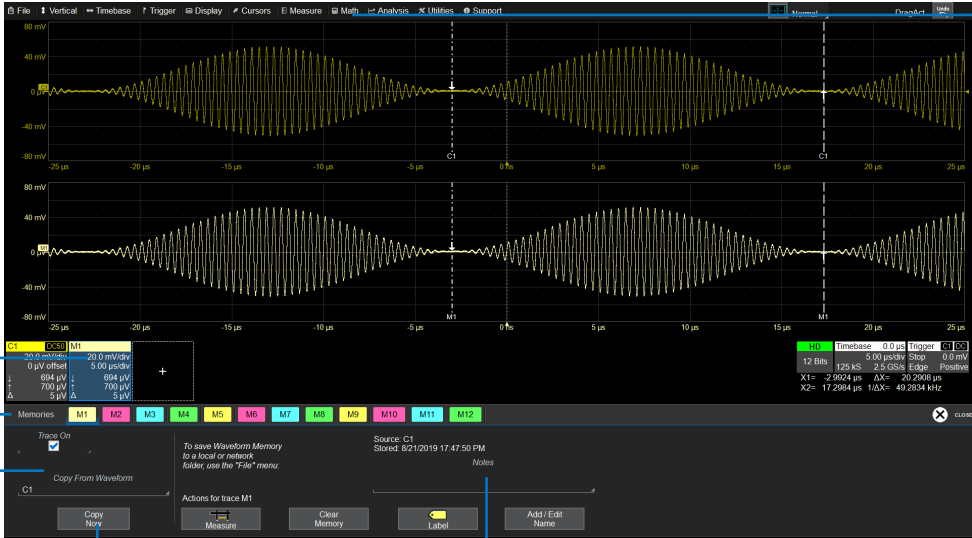 File Vertical Timebase Trigger Display Cursors Measure Math Analysis Utilities Support Normal DragAct Undo
80 mV
40 mV
C1
0 µV
-40 mV
-80 mV
C1 C1
-25 µs -20 µs -15 µs -10 µs -5 µs 0 µs 5 µs 10 µs 15 µs 20 µs 25 µs
80 mV
40 mV
M1
0 µV
-40 mV
-80 mV
M1 M1
-25 µs -20 µs -15 µs -10 µs -5 µs 0 µs 5 µs 10 µs 15 µs 20 µs 25 µs
C1 DC50 M1 HD Timebase 0.0 µs Trigger C1 DC
20.0 mV/div 20.0 mV/div 12 Bits 5.00 µs/div Stop 0.0 mV
0 µV offset 5.00 µs/div 125 kS 2.5 GS/s Edge Positive
↓ 694 µV ↓ 694 µV X1= -2.9924 µs ΔX= 20.2908 µs
↑ 700 µV ↑ 700 µV X2= 17.2984 µs 1/ΔX= 49.2834 kHz
Δ 5 µV Δ 5 µV
+
Memories M1 M2 M3 M4 M5 M6 M7 M8 M9 M10 M11 M12 CLOSE
Trace On
To save Waveform Memory
to a local or network
folder, use the "File" menu.
Source: C1
Stored: 8/21/2019 17:47:50 PM
Notes
Copy From Waveform
C1
Actions for trace M1
Copy
Now
Measure
Clear
Memory
Label
Add / Edit
Name